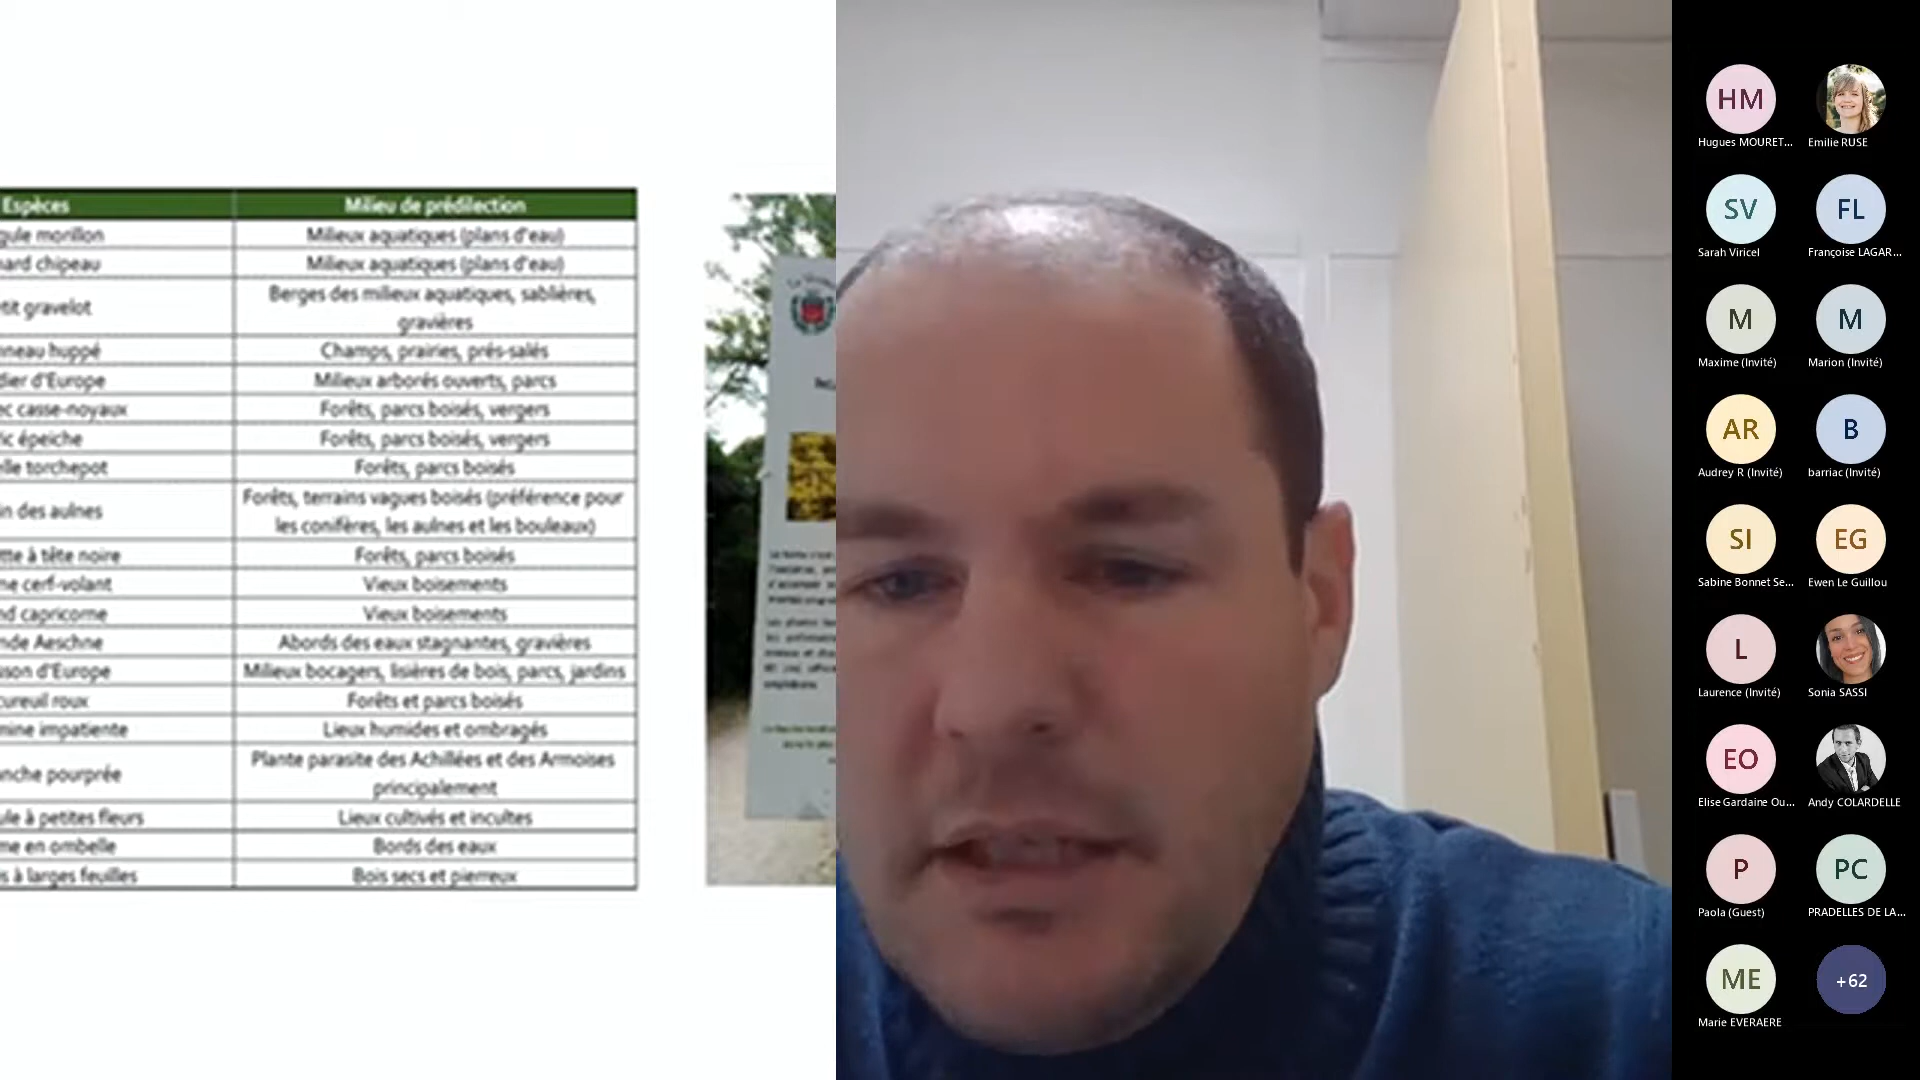 Espèces
Milieu de prédilection
gule morillon
Milieux aquatiques (plans d'eau)
ard chipeau
Milieux aquatiques (plans d'eau)
tit gravelot
Berges des milieux aquatiques, sablières,
gravières
nneau huppé
Champs, prairies, prés-salés
dier d'Europe
Milieux arborés ouverts, parcs
ec casse-noyaux
Forêts, parcs boisés, vergers
ic épeiche
Forêts, parcs boisés, vergers
elle torchepot
Forêts, parcs boisés
in des aulnes
Forêts, terrains vagues boisés (préférence pour
les conifères, les aulnes et les bouleaux)
tte à tête noire
Forêts, parcs boisés
ne cerf-volant
Vieux boisements
nd capricorne
Vieux boisements
nde Aeschne
Abords des eaux stagnantes, gravières
sson d'Europe
Milieux bocagers, lisières de bois, parcs, jardins
cureuil roux
Forêts et parcs boisés
mine impatiente
Lieux humides et ombragés
anche pourprée
Plante parasite des Achillées et des Armoises
principalement
ule à petites fleurs
Lieux cultivés et incultes
me en ombelle
Bords des eaux
s à larges feuilles
Bois secs et pierreux
HM
Hugues MOURET...
Emilie RUSE
SV
Sarah Viricel
FL
Françoise LAGAR...
M
Maxime (Invité)
M
Marion (Invité)
AR
Audrey R (Invité)
B
barriac (Invité)
SI
Sabine Bonnet Se...
EG
Ewen Le Guillou
L
Laurence (Invité)
Sonia SASSI
EO
Elise Gardaine Ou...
Andy COLARDELLE
P
Paola (Guest)
PC
PRADELLES DE LA...
ME
Marie EVERAERE
+62